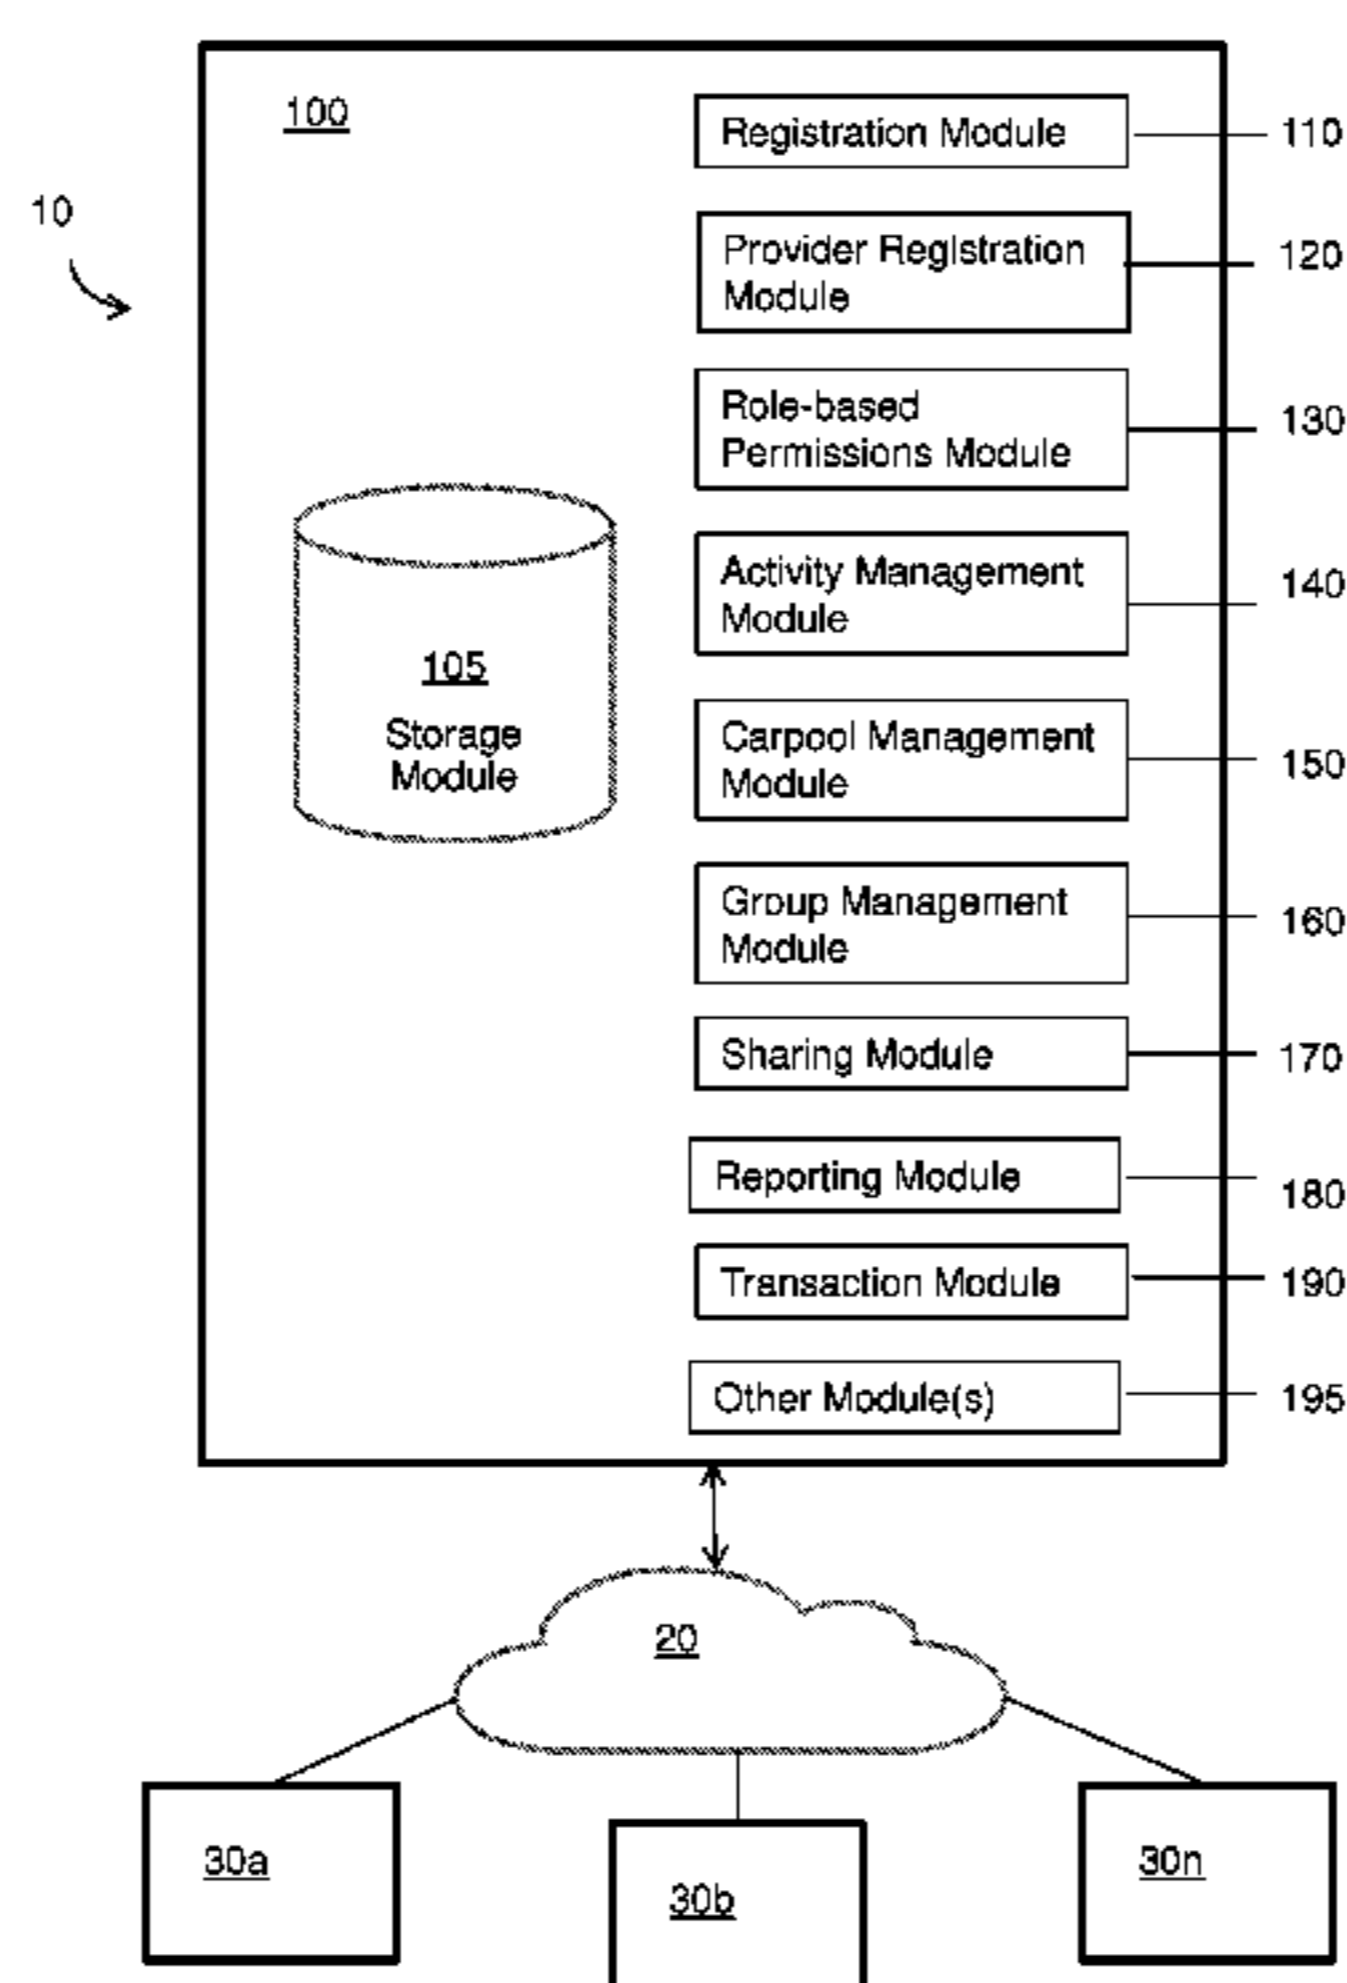 100
Registration Module
110
10
Provider Registration
Module
120
Role-based
Permissions Module
130
Activity Management
Module
140
105
Storage
Module
Carpool Management
Module
150
Group Management
Module
160
Sharing Module
170
Reporting Module
180
Transaction Module
190
Other Module(s)
195
20
30a
30b
30n